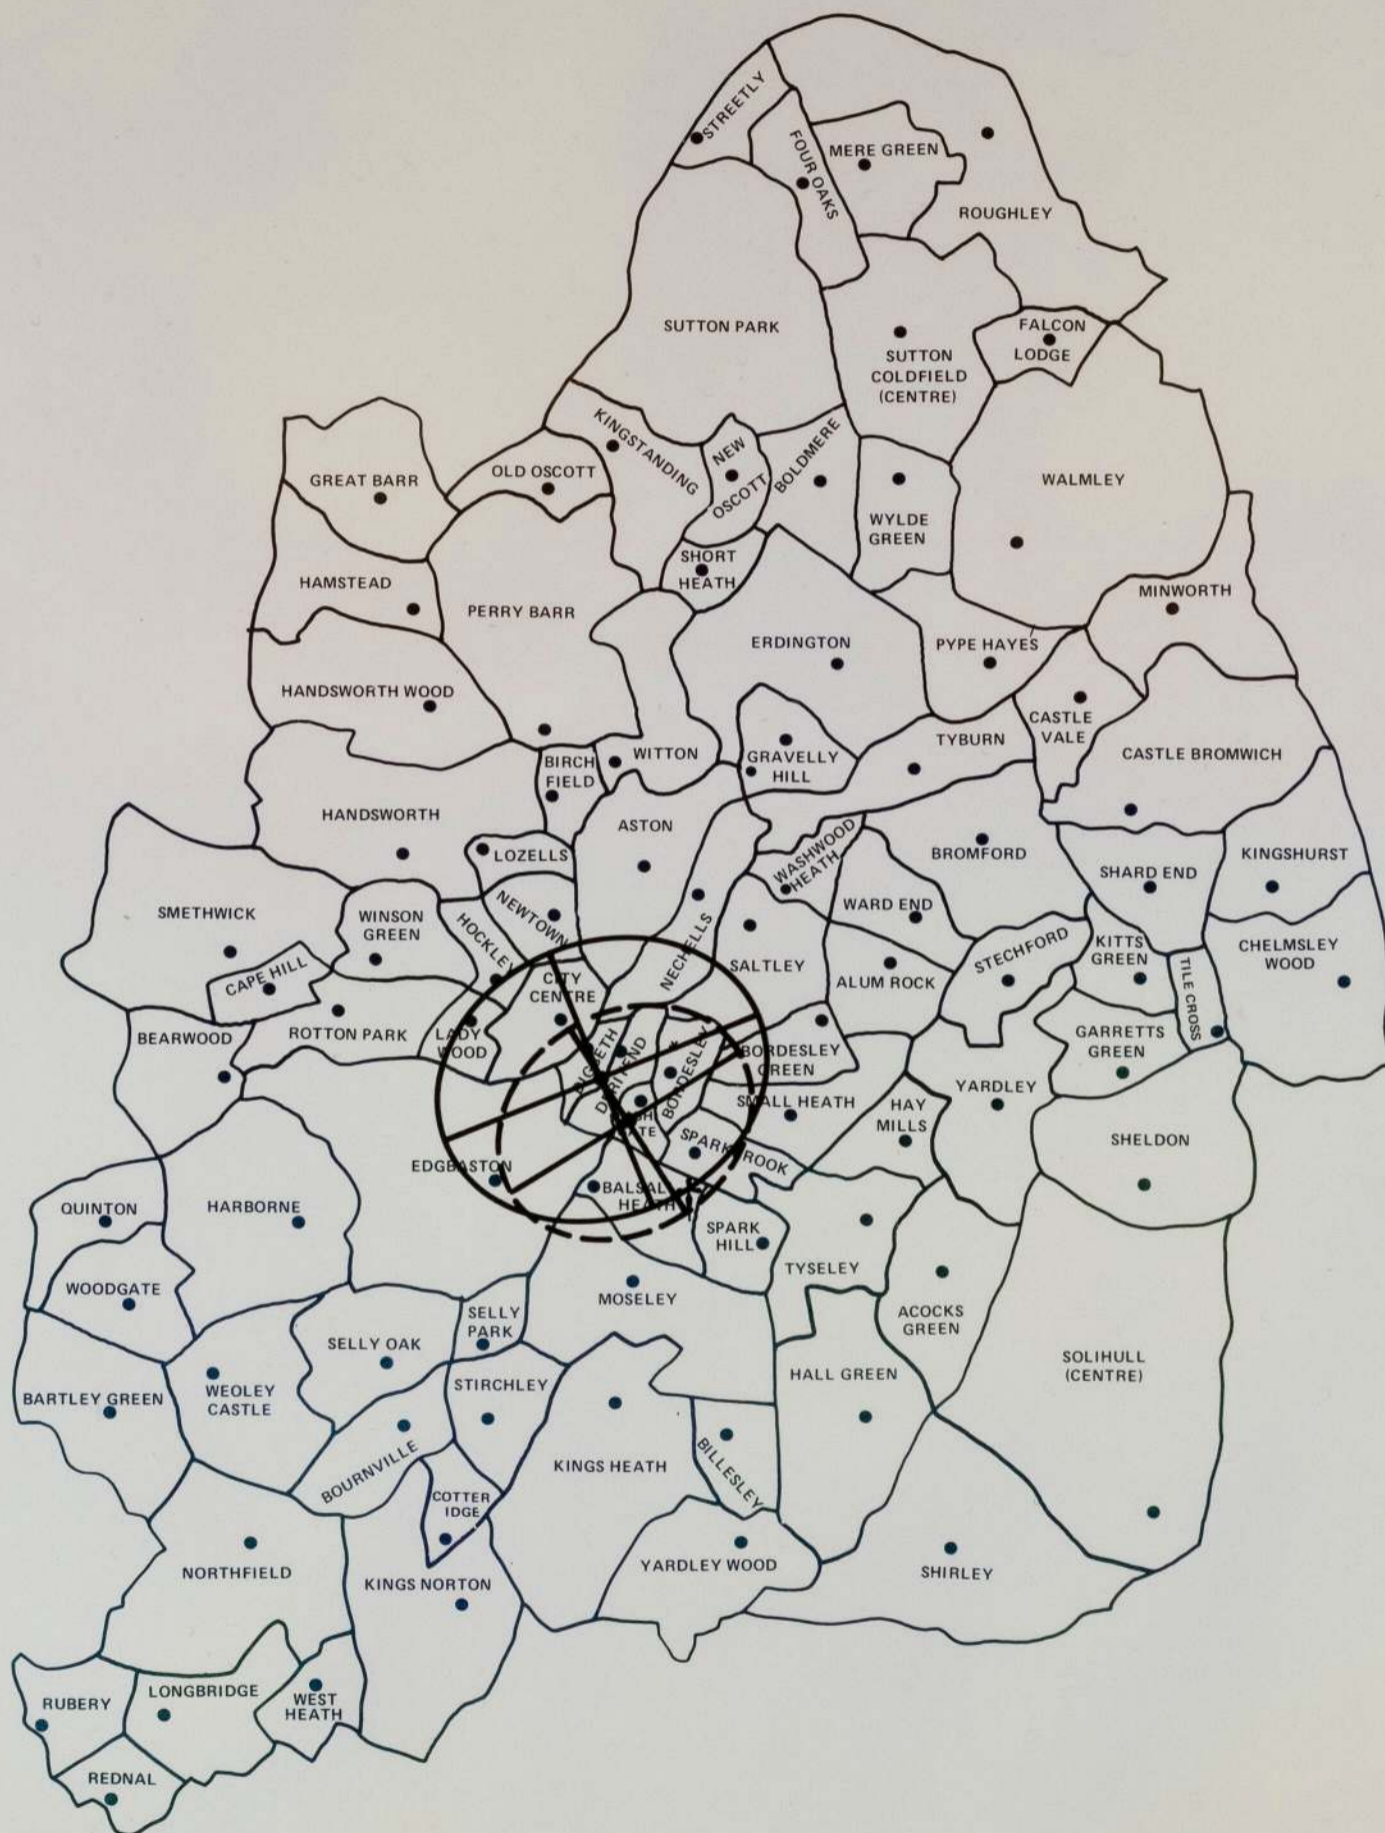 STREETLY
FOUR OAKS
MERE GREEN
ROUGHLEY
SUTTON PARK
FALCON
LODGE
SUTTON
COLDFIELD
(CENTRE)
KINGSTANDING
NEW
OSCOTT
BOLDMERE
OLD OSCOTT
GREAT BARR
WALMLEY
WYLDE
GREEN
SHORT
HEATH
HAMSTEAD
MINWORTH
PERRY BARR
ERDINGTON
PYPE HAYES
HANDSWORTH WOOD
CASTLE
VALE
TYBURN
WITTON
GRAVELLY
HILL
CASTLE BROMWICH
BIRCH
FIELD
HANDSWORTH
ASTON
WASHWOOD
HEATH
BROMFORD
KINGSHURST
LOZELLS
SHARD END
SMETHWICK
WINSON
GREEN
HOCKLEY
NEWTOWN
NECHELLS
WARD END
STECHFORD
KITTS
GREEN
CHELMSLEY
WOOD
SALTLEY
ALUM ROCK
TILE CROSS
CAPE HILL
CITY
CENTRE
BEARWOOD
ROTTON PARK
LADY
WOOD
DIGBETH
DERITEND
BORDESLEY
BORDESLEY
GREEN
GARRETTS
GREEN
YARDLEY
SMALL HEATH
HAY
MILLS
SHELDON
SPARKBROOK
EDGBASTON
BALSALL
HEATH
QUINTON
HARBORNE
SPARK
HILL
TYSELEY
WOODGATE
MOSELEY
SELLY
PARK
ACOCKS
GREEN
SELLY OAK
SOLIHULL
(CENTRE)
HALL GREEN
BARTLEY GREEN
WEOLEY
CASTLE
STIRCHLEY
BOURNVILLE
KINGS HEATH
BILLESLEY
COTTER
IDGE
NORTHFIELD
KINGS NORTON
YARDLEY WOOD
SHIRLEY
RUBERY
LONGBRIDGE
WEST
HEATH
REDNAL